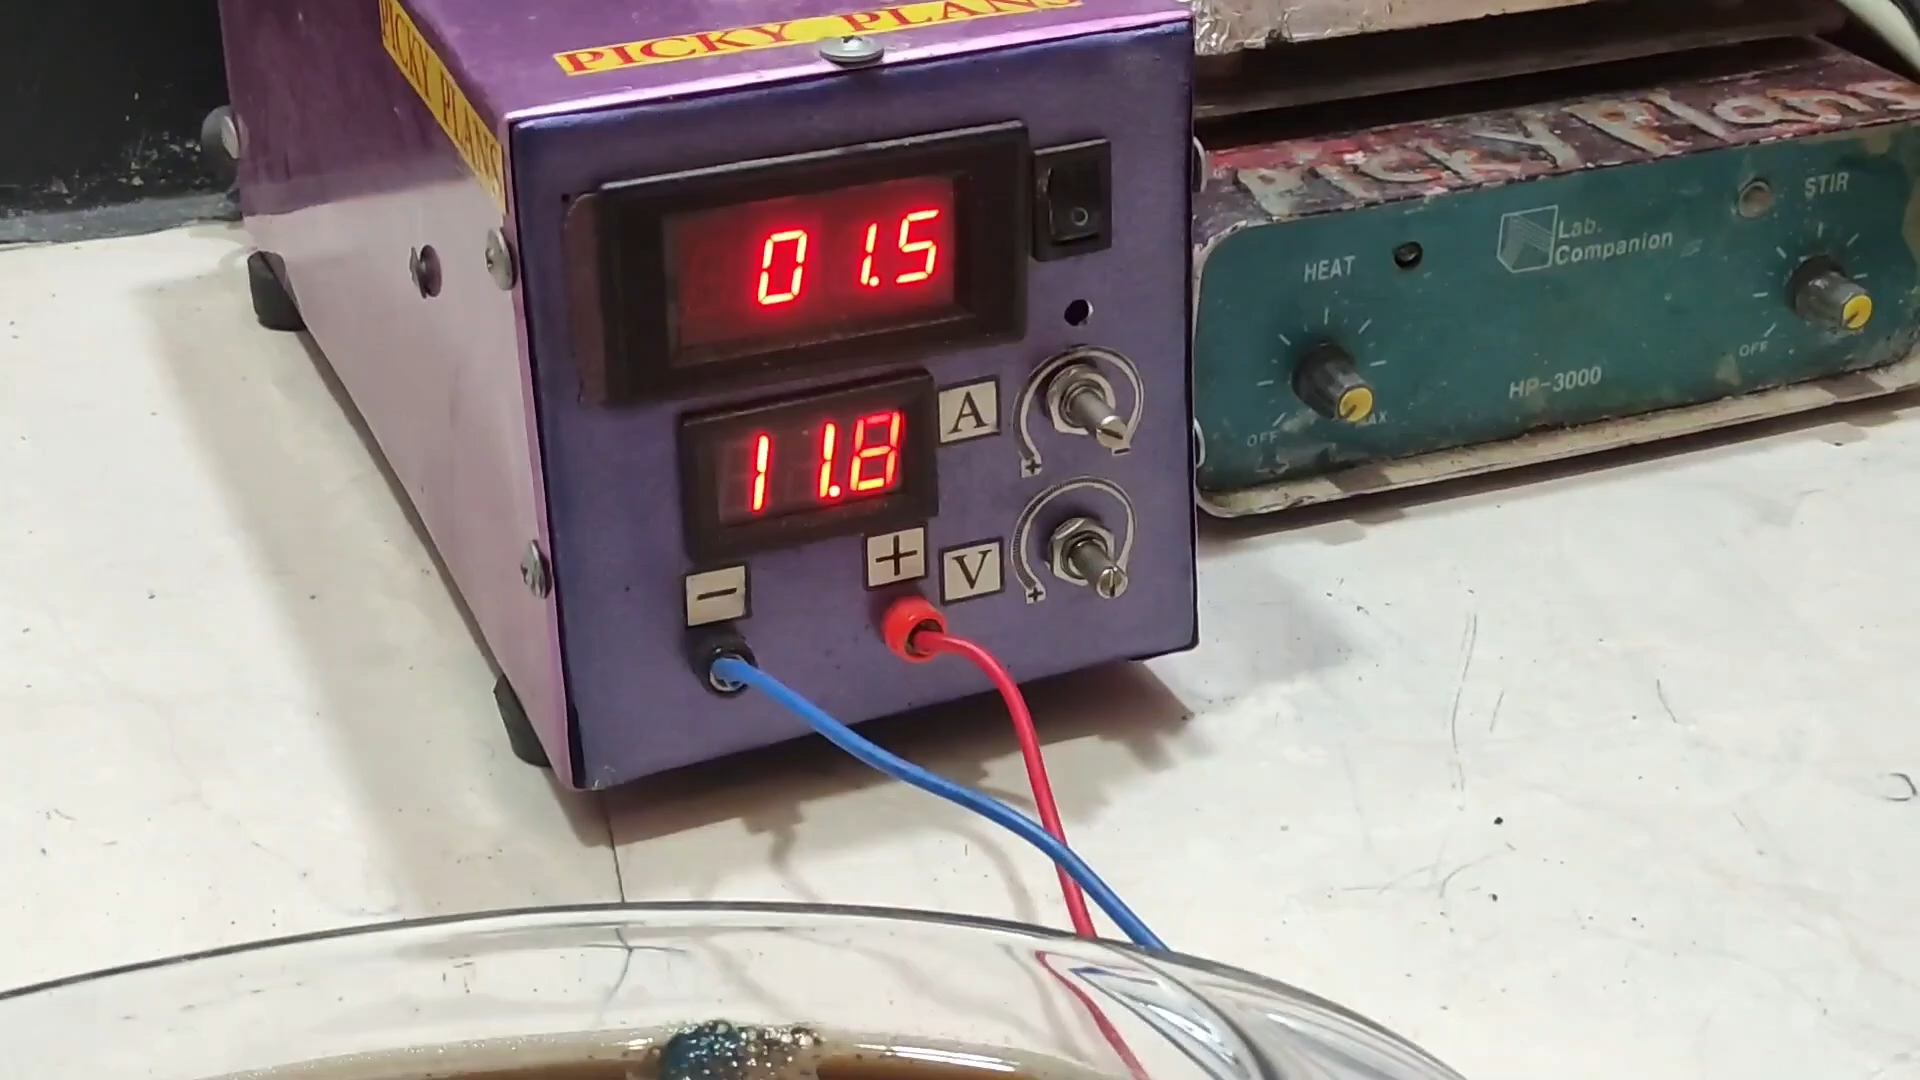 PICKY PLANS
PICKY PLANS
01.5
A
11.8
-
+
V
+
-
+
PICKY Plans
HEAT
Lab.
Companion
STIR
OFF
MAX
HP-3000
OFF